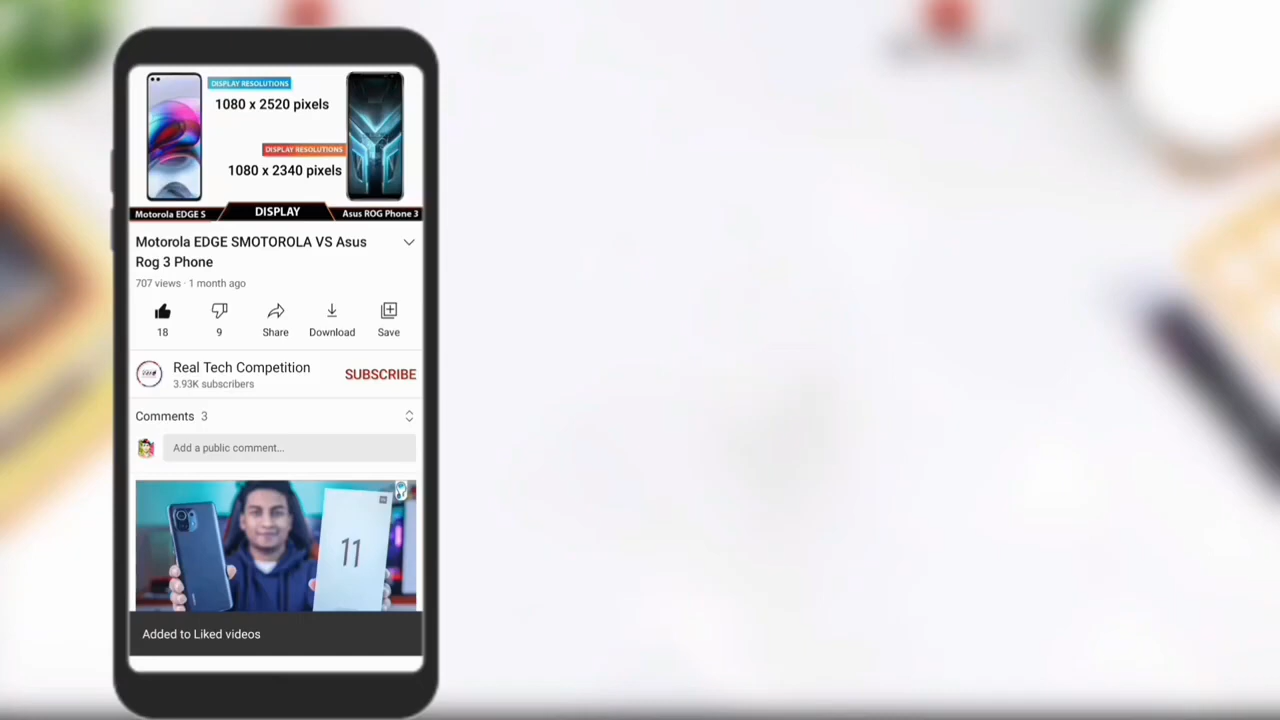 DISPLAY RESOLUTIONS
1080 x 2520 pixels
DISPLAY RESOLUTIONS
1080 x 2340 pixels
Motorola EDGE S DISPLAY Asus ROG Phone 3
Motorola EDGE SMOTOROLA VS Asus
Rog 3 Phone
707 views · 1 month ago
18 9 Share Download Save
Real Tech Competition SUBSCRIBE
3.93K subscribers
Comments 3
Add a public comment...
11
Added to Liked videos